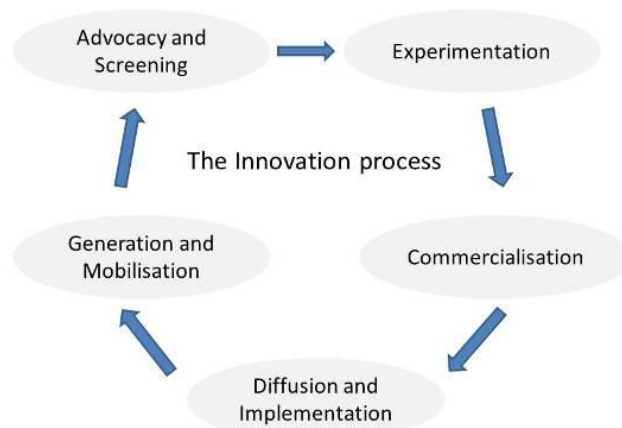 Advocacy and
Screening
Experimentation
The Innovation process
Generation and
Mobilisation
Commercialisation
Diffusion and
Implementation